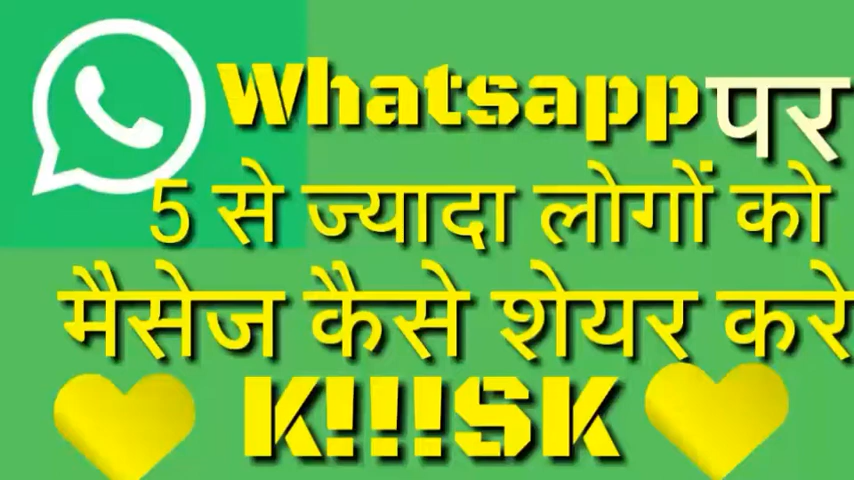 Whatsapp पर
5 से ज्यादा लोगों को
मैसेज कैसे शेयर करे
K!!!SK